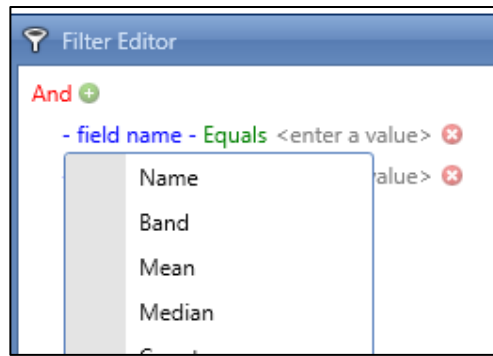 Filter Editor
And
- field name - Equals <enter a value>
value>
Name
Band
Mean
Median